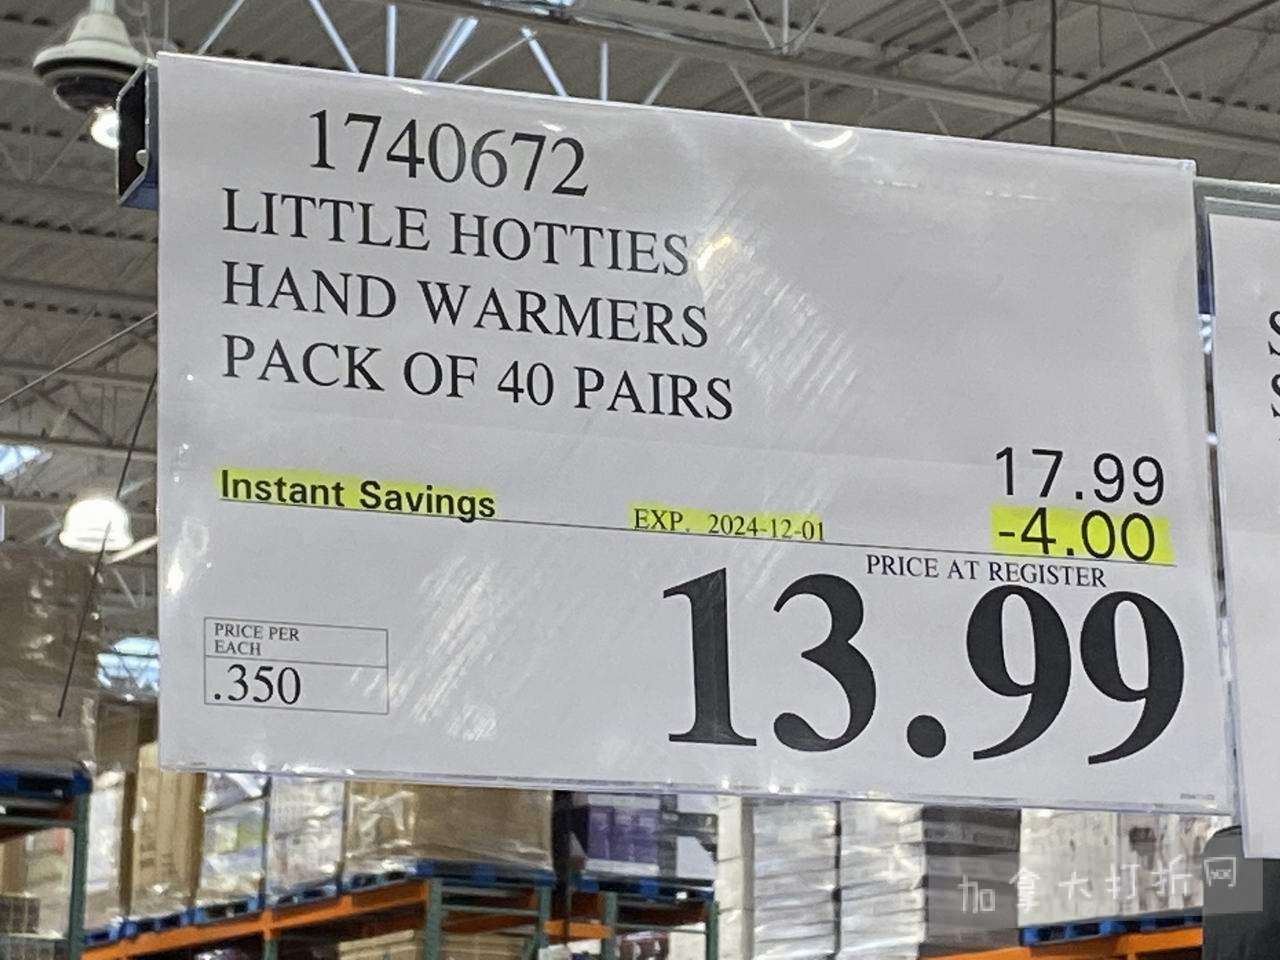 1740672
LITTLE HOTTIES
HAND WARMERS
PACK OF 40 PAIRS
17.99
Instant Savings EXP. 2024-12-01 -4.00
PRICE AT REGISTER
13.99
PRICE PER
EACH
.350
S
S
加拿大打折网